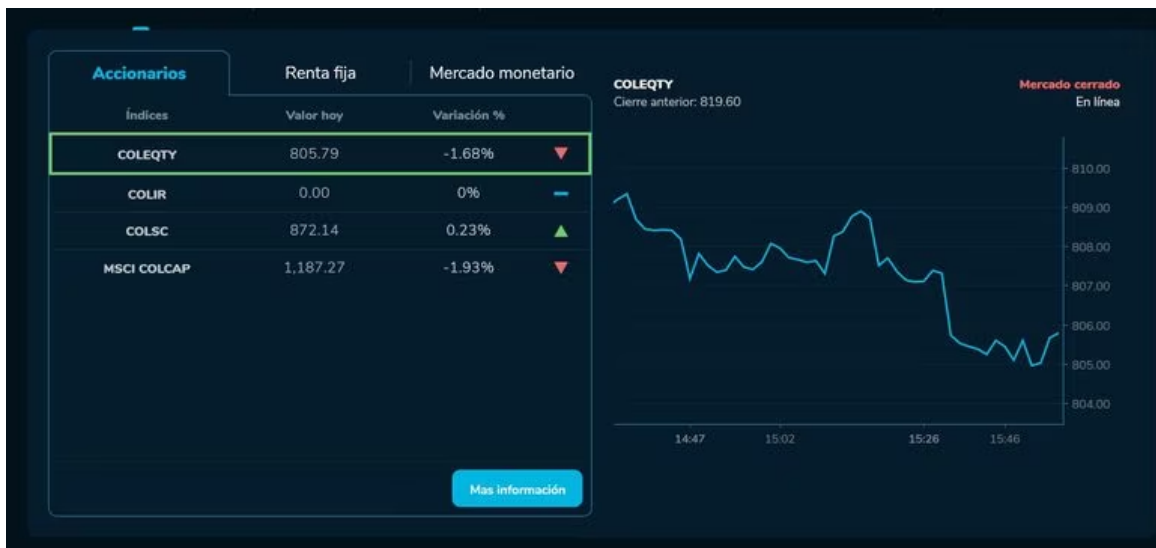 Accionarios Renta fija Mercado monetario
Índices Valor hoy Variación %
COLEQTY 805.79 -1.68%
COLIR 0.00 0%
COLSC 872.14 0.23%
MSCI COLCAP 1,187.27 -1.93%
Mas información
COLEQTY Mercado cerrado
Cierre anterior: 819.60 En línea
810.00
809.00
808.00
807.00
806.00
805.00
804.00
14:47 15:02 15:26 15:46